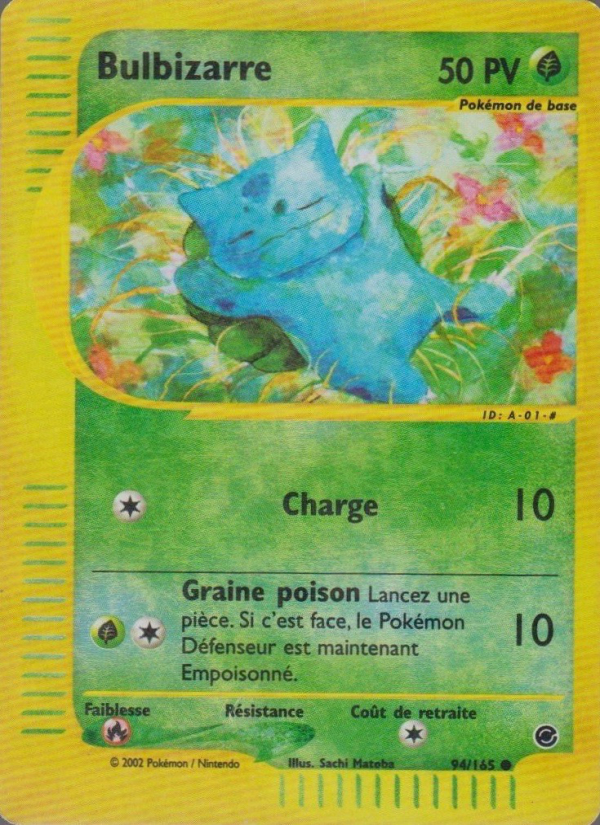 Bulbizarre 50 PV
Pokémon de base
ID: A-01-#
Charge 10
Graine poison Lancez une
pièce. Si c'est face, le Pokémon
Défenseur est maintenant
Empoisonné.
10
Faiblesse Résistance Coût de retraite
© 2002 Pokémon / Nintendo Illus. Sachi Matoba 94/165